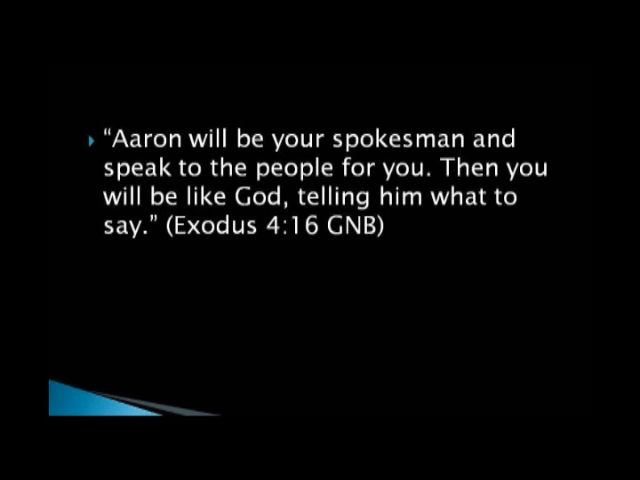 “Aaron will be your spokesman and
speak to the people for you. Then you
will be like God, telling him what to
say.” (Exodus 4:16 GNB)